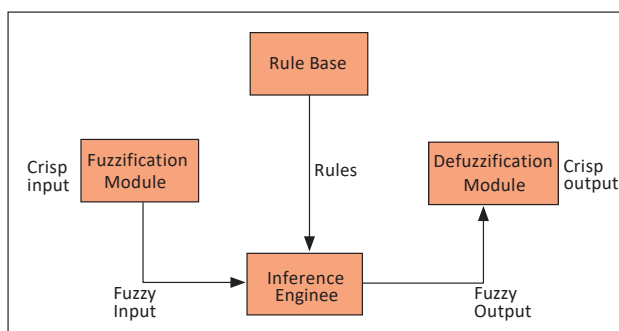 Rule Base
Crisp
input
Fuzzification
Module
Rules
Defuzzification
Module
Crisp
output
Inference
Enginee
Fuzzy
Input
Fuzzy
Output